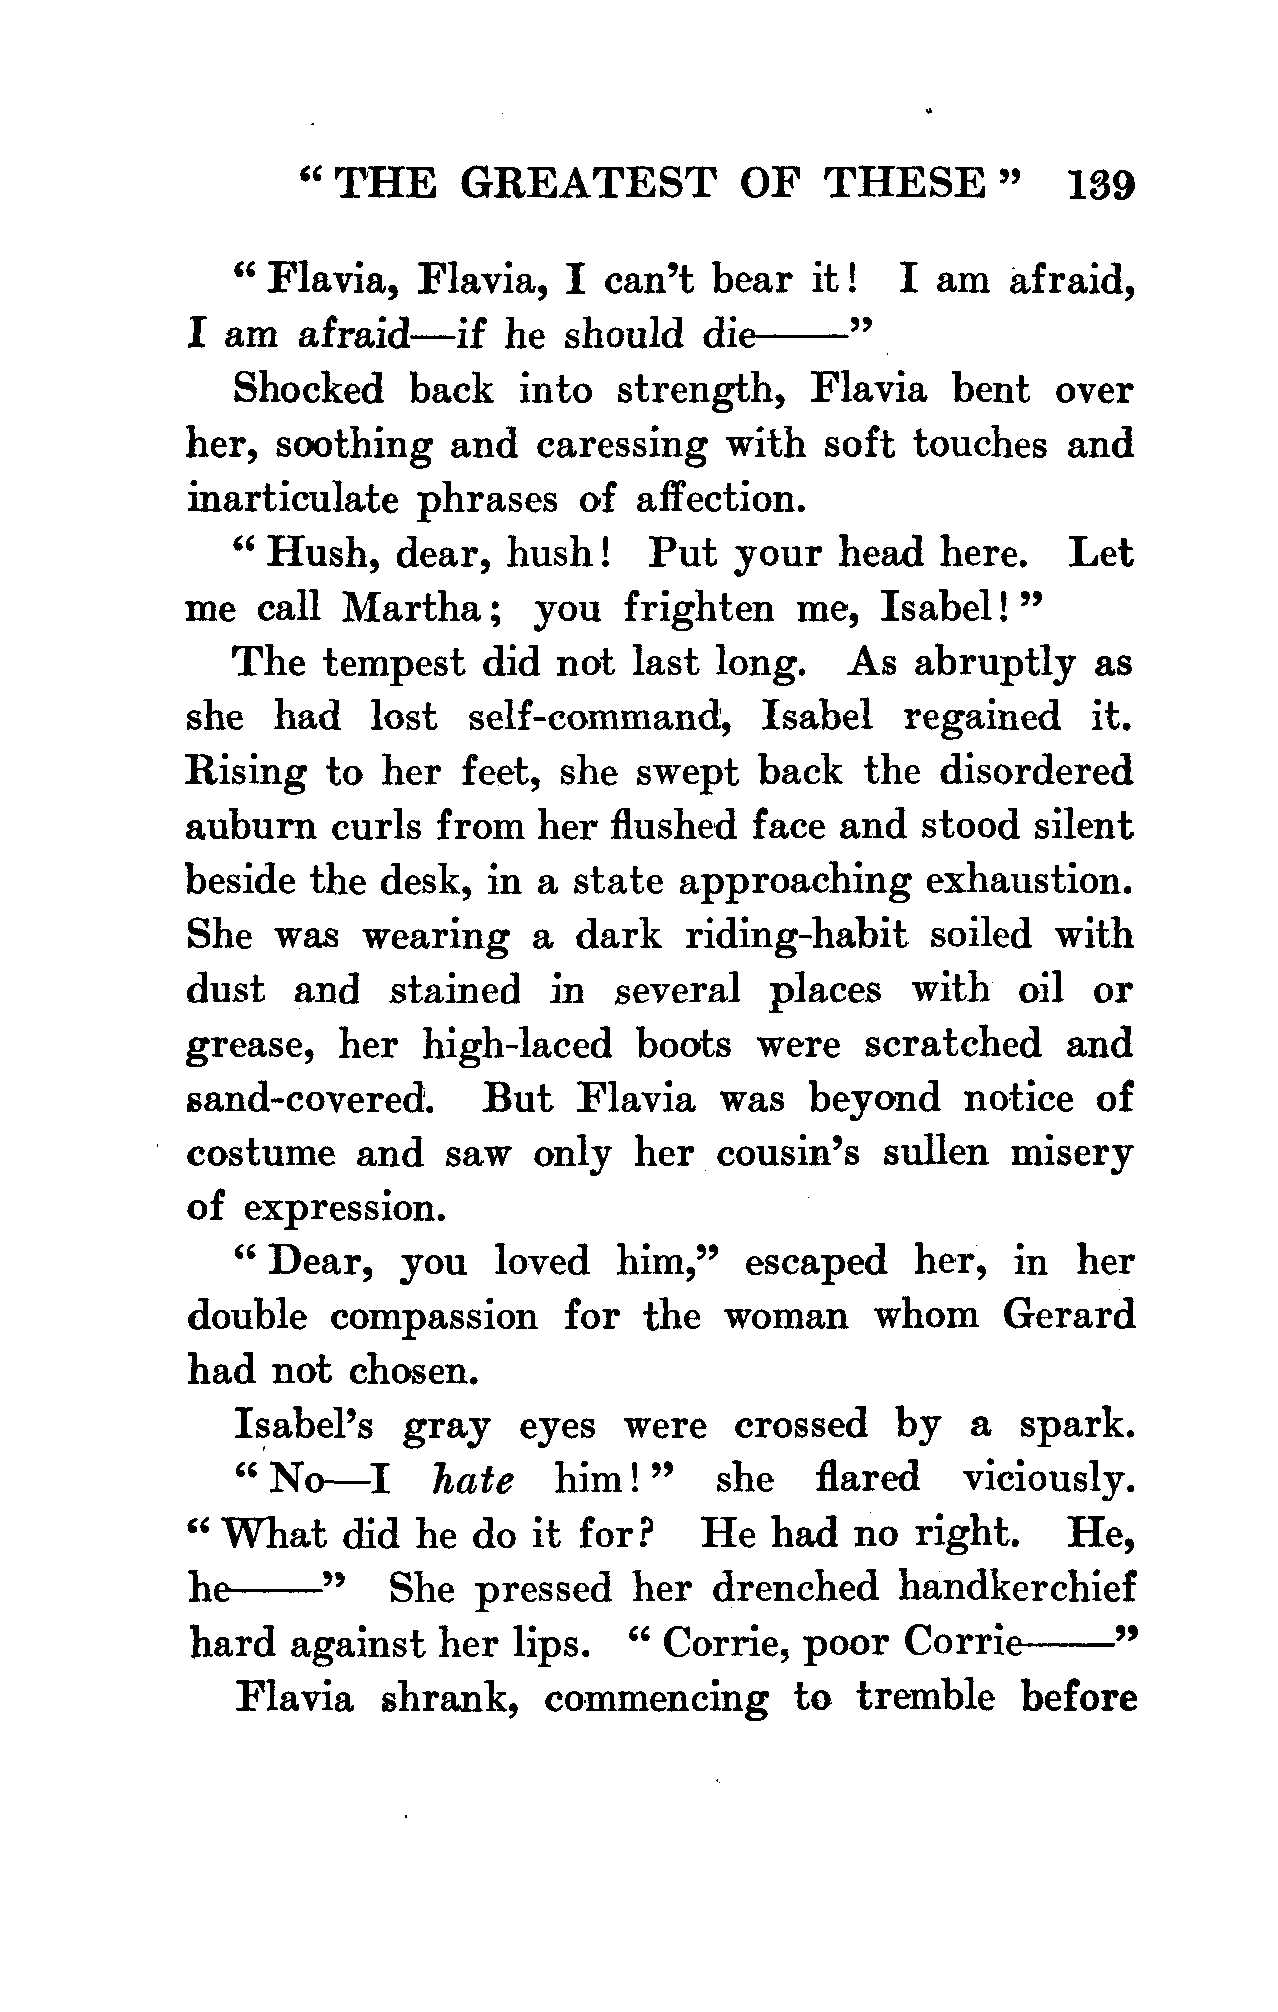 “ THE GREATEST OF THESE ” 139
“ Flavia, Flavia, I can’t bear it! I am afraid,
I am afraid—if he should die——”
Shocked back into strength, Flavia bent over
her, soothing and caressing with soft touches and
inarticulate phrases of affection.
“ Hush, dear, hush! Put your head here. Let
me call Martha; you frighten me, Isabel! ”
The tempest did not last long. As abruptly as
she had lost self-command, Isabel regained it.
Rising to her feet, she swept back the disordered
auburn curls from her flushed face and stood silent
beside the desk, in a state approaching exhaustion.
She was wearing a dark riding-habit soiled with
dust and stained in several places with oil or
grease, her high-laced boots were scratched and
sand-covered. But Flavia was beyond notice of
costume and saw only her cousin’s sullen misery
of expression.
“ Dear, you loved him,” escaped her, in her
double compassion for the woman whom Gerard
had not chosen.
Isabel’s gray eyes were crossed by a spark.
“ No—I hate him! ” she flared viciously.
“ What did he do it for? He had no right. He,
he——” She pressed her drenched handkerchief
hard against her lips. “ Corrie, poor Corrie——”
Flavia shrank, commencing to tremble before